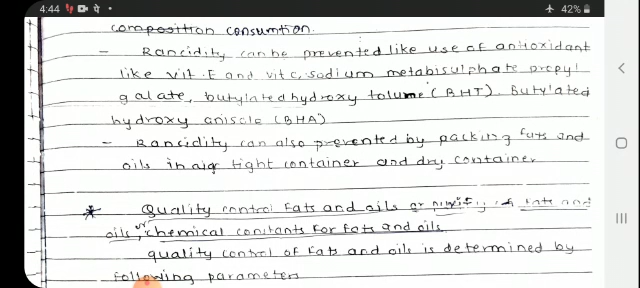 4:44 42%
composition consumtion.
- Rancidity can be prevented like use of antioxidant
like vit.E and vit c, sodium metabisulphate propyl
galate, butylated hydroxy tolume (BHT). Butylated
hydroxy anisole (BHA)
- Rancidity can also prevented by packing fats and
oils in air tight container and dry container
* Quality control Fats and oils or purity of fats and
oils, or chemical constants for fats and oils.
quality control of fats and oils is determined by
following parameters